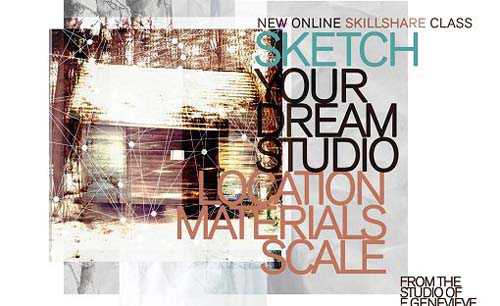 NEW ONLINE SKILLSHARE CLASS
SKETCH
YOUR
DREAM
STUDIO
LOCATION
MATERIALS
SCALE
FROM THE
STUDIO OF
F GENEVIEVE